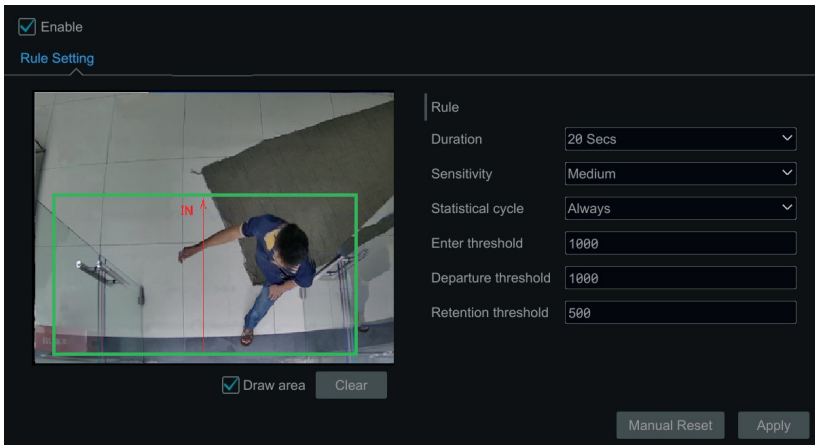 Enable
Rule Setting
IN
Draw area
Clear
Rule
Duration
20 Secs
Sensitivity
Medium
Statistical cycle
Always
Enter threshold
1000
Departure threshold
1000
Retention threshold
500
Manual Reset
Apply